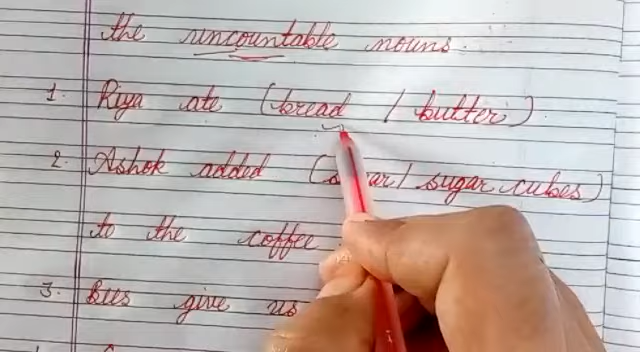 the uncountable nouns.
1. Riya ate (bread / butter)
2. Ashok added ( / sugar cubes)
to the coffee
3. Bees give us